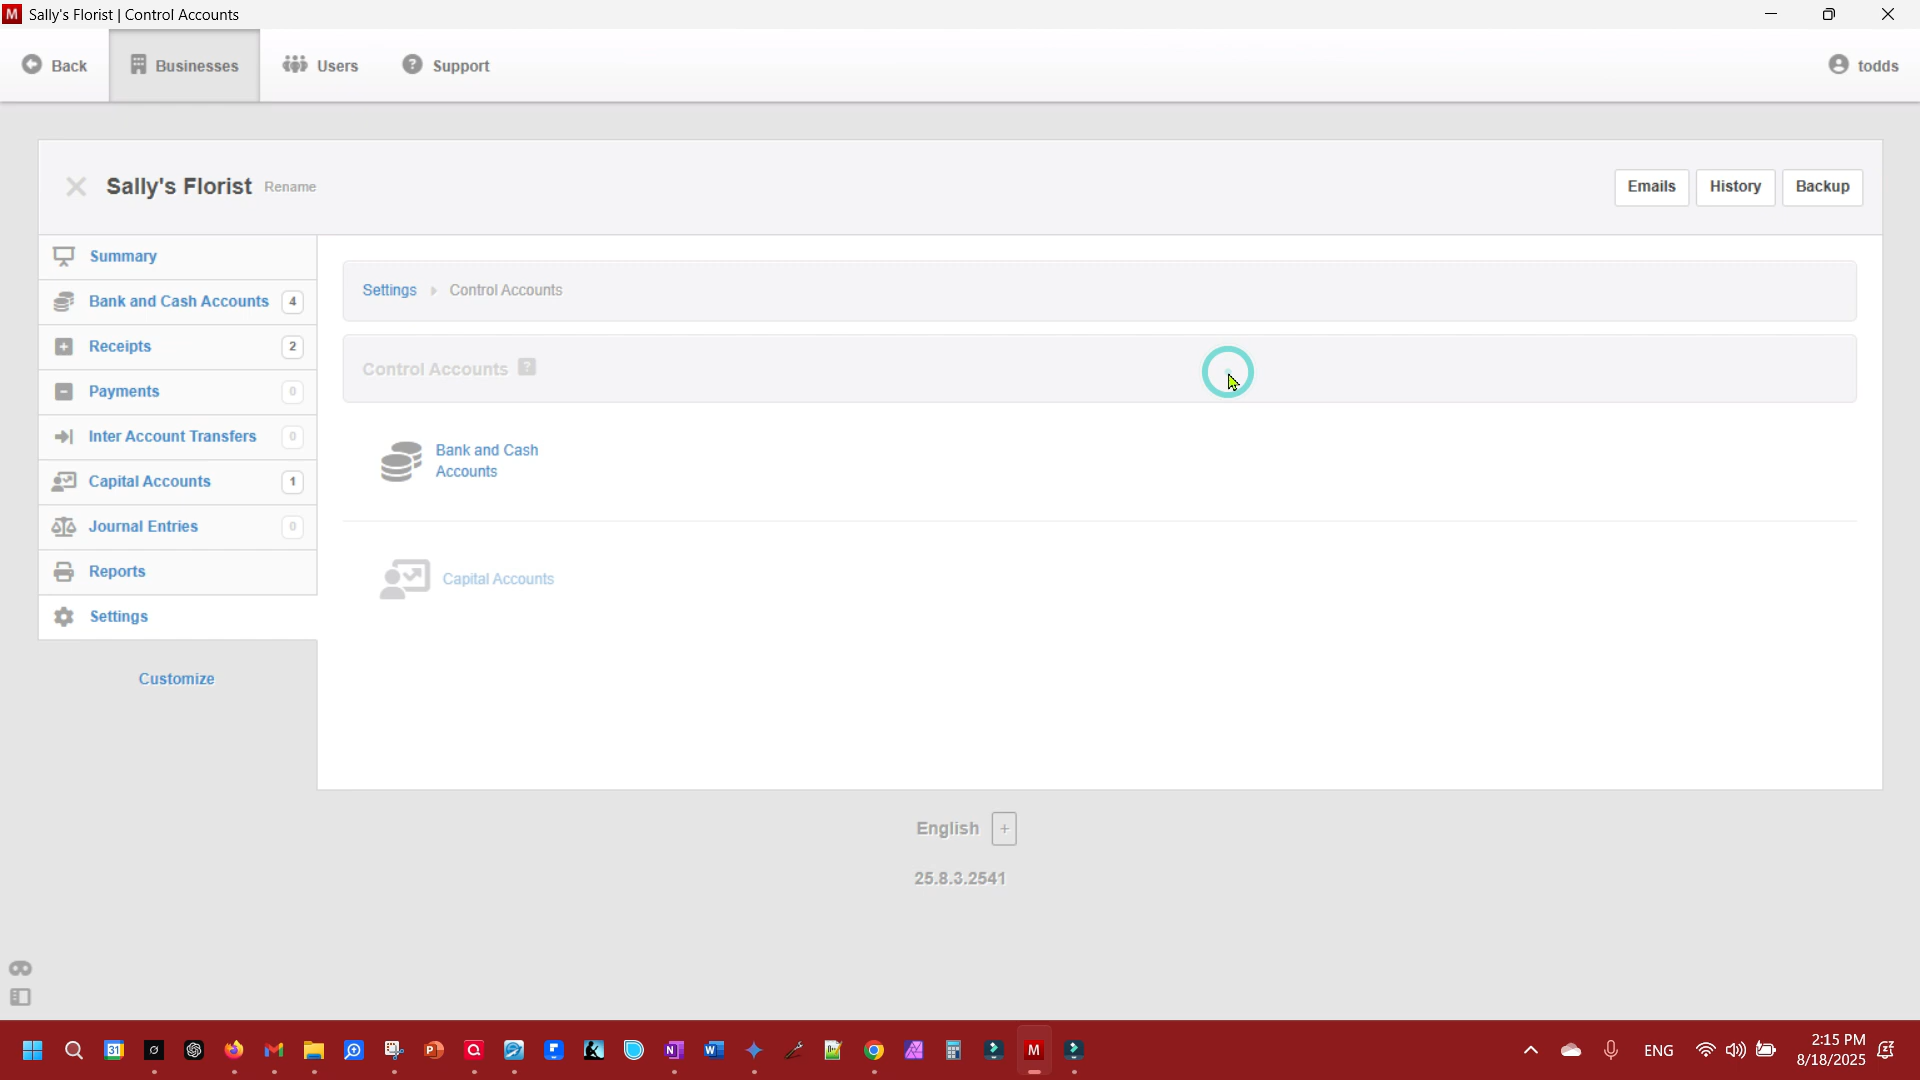 M Sally's Florist | Control Accounts
Back Businesses Users ? Support todds
Sally's Florist Rename Emails History Backup
Summary
Bank and Cash Accounts 4
Receipts 2
Payments 0
Inter Account Transfers 0
Capital Accounts 1
Journal Entries 0
Reports
Settings
Customize
Settings Control Accounts
Control Accounts ?
Bank and Cash
Accounts
Capital Accounts
English +
25.8.3.2541
ENG
2:15 PM
8/18/2025